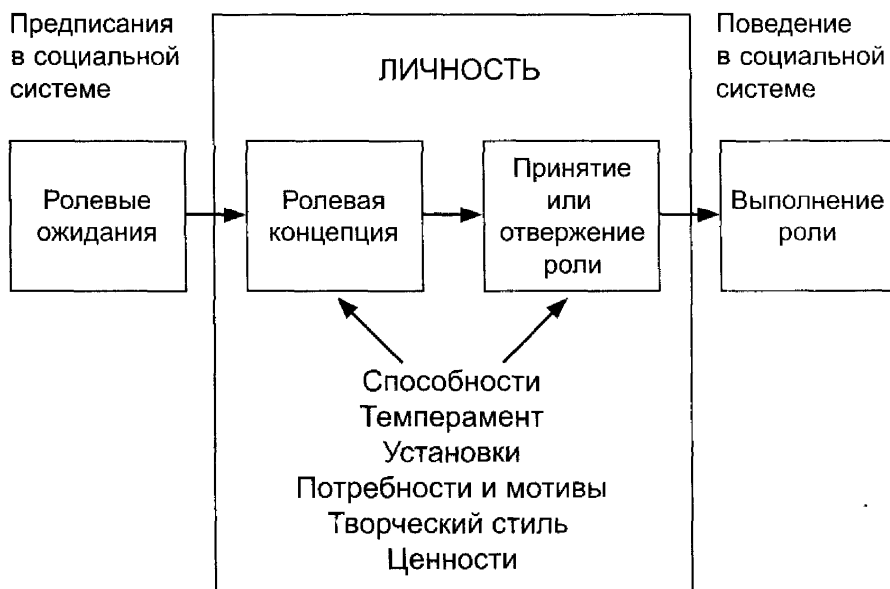 Предписания
в социальной
системе
ЛИЧНОСТЬ
Поведение
в социальной
системе
Ролевые
ожидания
Ролевая
концепция
Принятие
или
отвержение
роли
Выполнение
роли
Способности
Темперамент
Установки
Потребности и мотивы
Творческий стиль
Ценности